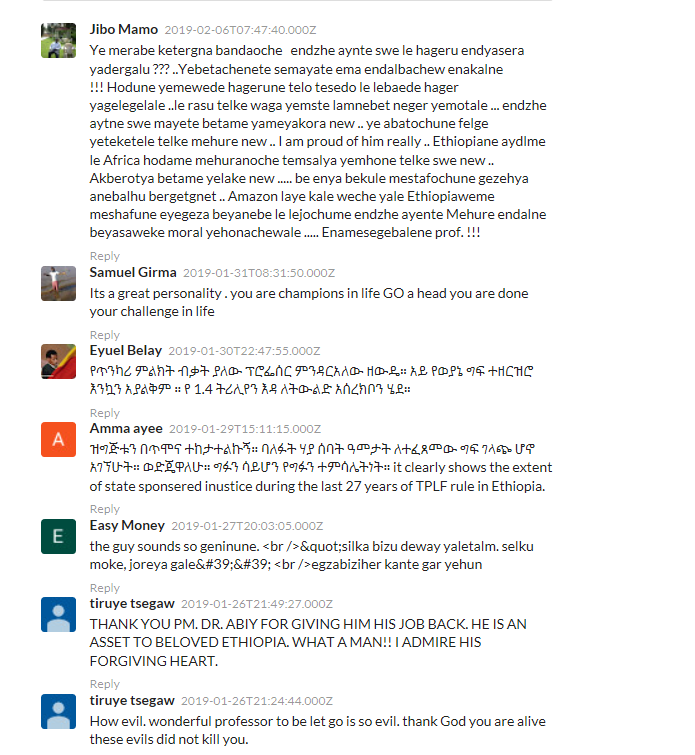 Jibo Mamo 2019-02-06T07:47:40.000Z
Ye merabe ketergna bandaoche endzhe aynte swe le hageru endyasera
yadergalu ??? ..Yebetachenete semayate ema endalbachew enakalne
!!! Hodune yemewede hagerune telo tesedo le lebaede hager
yagelegelale ..le rasu telke waga yemste lamnebet neger yemotale ... endzhe
aytne swe mayete betame yameyakora new .. ye abatochune felge
yeteketele telke mehure new .. I am proud of him really .. Ethiopiane aydlme
le Africa hodame mehuranoche temsalya yemhone telke swe new ..
Akberotya betame yelake new ..... be enya bekule mestafochune gezehya
anebalhu bergetgnet .. Amazon laye kale weche yale Ethiopiaweme
meshafune eyegeza beyanebe le lejochume endzhe ayente Mehure endalne
beyasaweke moral yehonachewale ..... Enamesegebalene prof. !!!
Reply
Samuel Girma 2019-01-31T08:31:50.000Z
Its a great personality . you are champions in life GO a head you are done
your challenge in life
Reply
Eyuel Belay 2019-01-30T22:47:55.000Z
የጥንካሪ ምልክት ብቃት ያለው ፕሮፌሰር ምንዳርአለው ዘውዴ። አይ የወያኔ ግፍ ተዘርዝሮ
እንኳን አያልቅም ። የ 1.4 ትሪሊየን እዳ ለትውልድ አስረክቦን ሄደ።
Reply
Amma ayee 2019-01-29T15:11:15.000Z
ዝግጅቱን በጥሞና ተከታተልኩኝ። ባለፉት ሃያ ሰባት ዓመታት ለተፈጸመው ግፍ ገላጭ ሆኖ
አገኘሁት። ወድጄዋለሁ። ግፉን ሳይሆን የግፉን ተምሳሌትነት። it clearly shows the extent
of state sponsered inustice during the last 27 years of TPLF rule in Ethiopia.
Reply
Easy Money 2019-01-27T20:03:05.000Z
the guy sounds so geninune. <br />&quot;silka bizu deway yaletalm. selku
moke, joreya gale&#39;&#39; <br />egzabiziher kante gar yehun
Reply
tiruye tsegaw 2019-01-26T21:49:27.000Z
THANK YOU PM. DR. ABIY FOR GIVING HIM HIS JOB BACK. HE IS AN
ASSET TO BELOVED ETHIOPIA. WHAT A MAN!! I ADMIRE HIS
FORGIVING HEART.
Reply
tiruye tsegaw 2019-01-26T21:24:44.000Z
How evil. wonderful professor to be let go is so evil. thank God you are alive
these evils did not kill you.